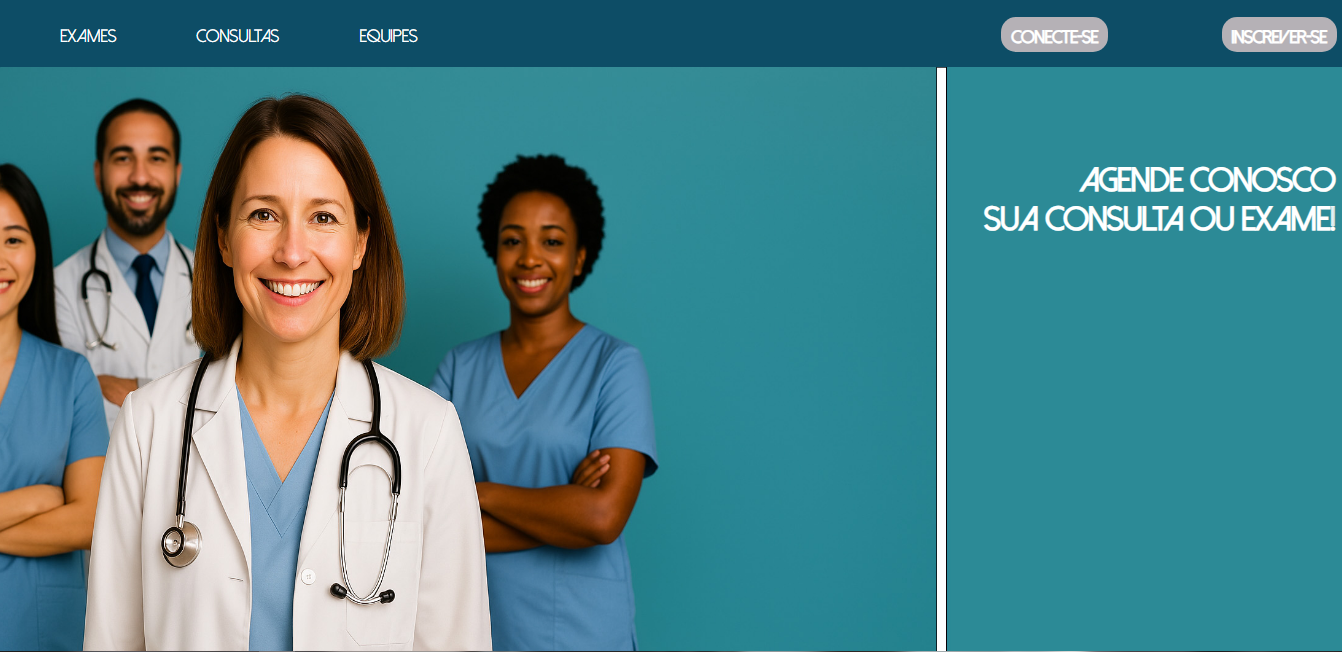 EXAMES
CONSULTAS
EQUIPES
CONECTE-SE
INSCREVER-SE
AGENDE CONOSCO
SUA CONSULTA OU EXAME!